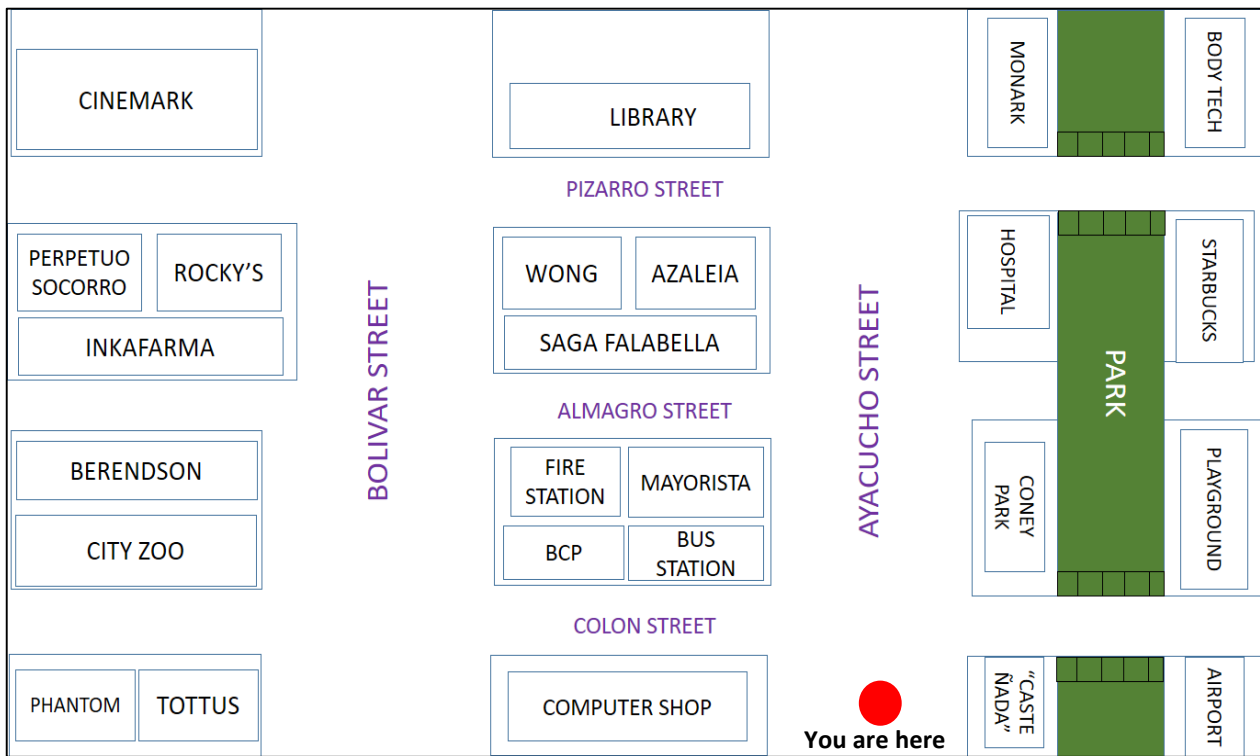 CINEMARK
LIBRARY
MONARK
BODY TECH
PIZARRO STREET
PERPETUO
SOCORRO
ROCKY'S
INKAFARMA
WONG
AZALEIA
SAGA FALABELLA
HOSPITAL
STARBUCKS
BOLIVAR STREET
AYACUCHO STREET
PARK
ALMAGRO STREET
BERENDSON
CITY ZOO
FIRE
STATION
MAYORISTA
BCP
BUS
STATION
CONEY
PARK
PLAYGROUND
COLON STREET
PHANTOM
TOTTUS
COMPUTER SHOP
You are here
"CASTE
ÑADA"
AIRPORT